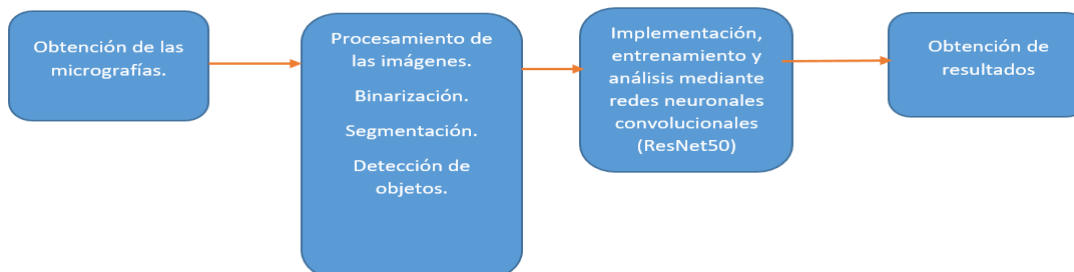 Obtención de las
micrografías.
Procesamiento de
las imágenes.
Binarización.
Segmentación.
Detección de
objetos.
Implementación,
entrenamiento y
análisis mediante
redes neuronales
convolucionales
(ResNet50)
Obtención de
resultados